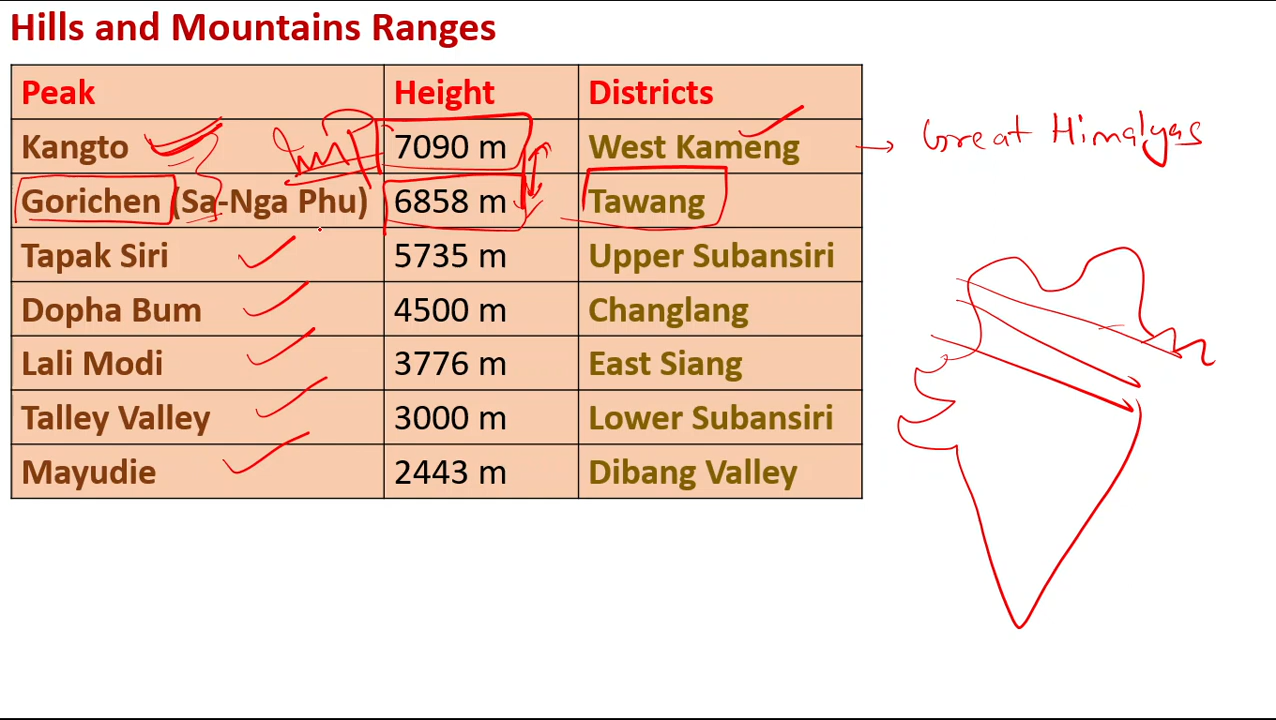 Hills and Mountains Ranges
Peak Height Districts
Kangto imp 7090 m West Kameng → Great Himalyas
Gorichen (Sa-Nga Phu) 6858 m Tawang
Tapak Siri 5735 m Upper Subansiri
Dopha Bum 4500 m Changlang
Lali Modi 3776 m East Siang
Talley Valley 3000 m Lower Subansiri
Mayudie 2443 m Dibang Valley